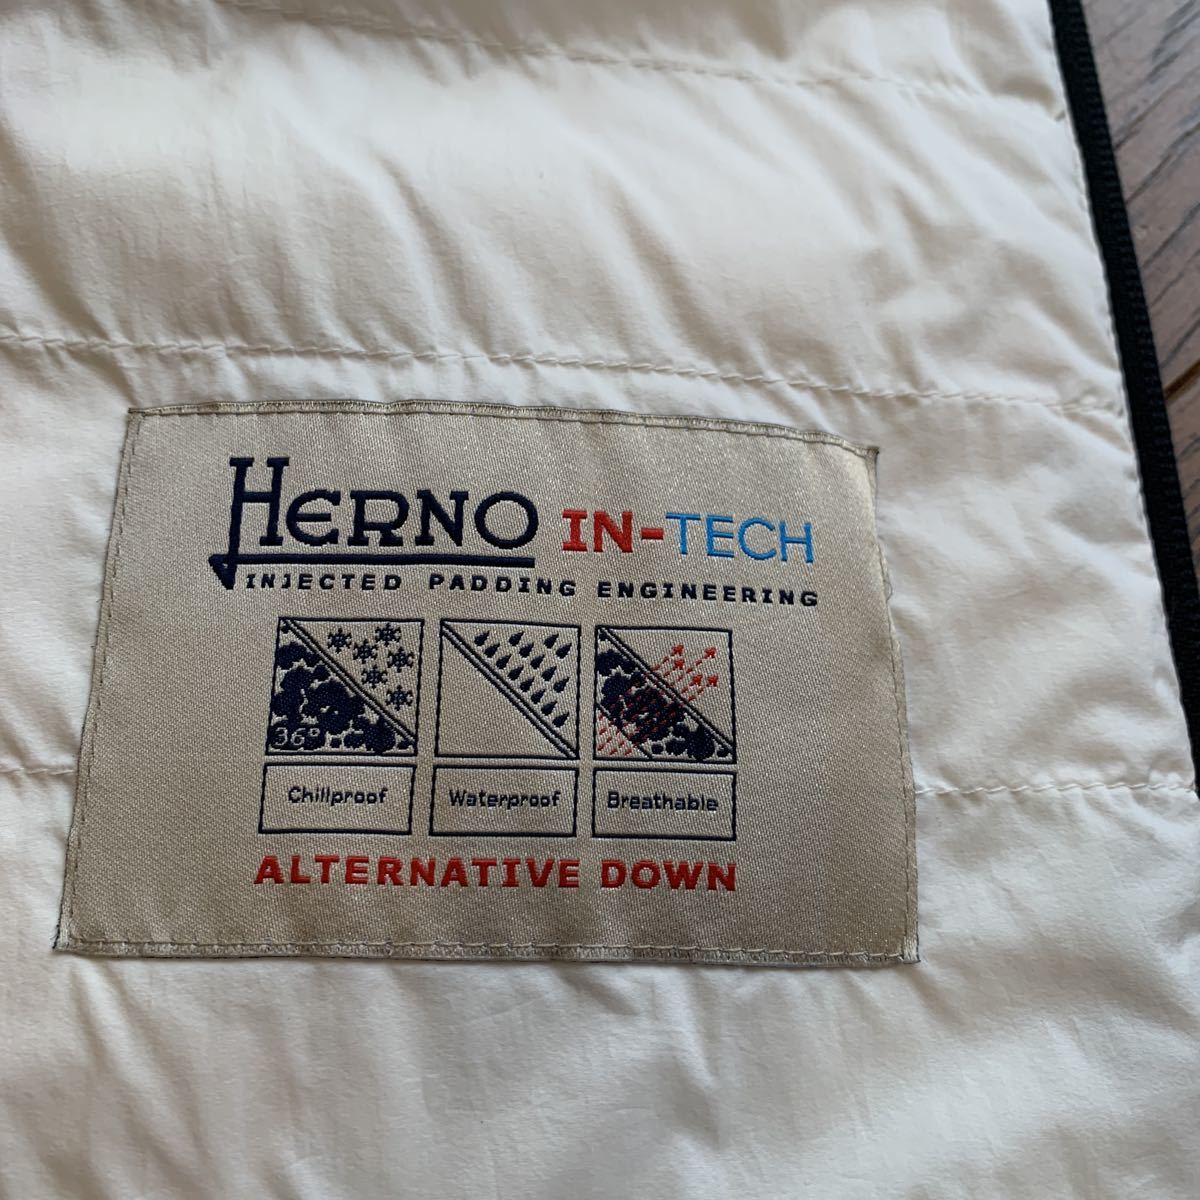 HERNO IN-TECH
INJECTED PADDING ENGINEERING
36°
Chillproof Waterproof Breathable
ALTERNATIVE DOWN